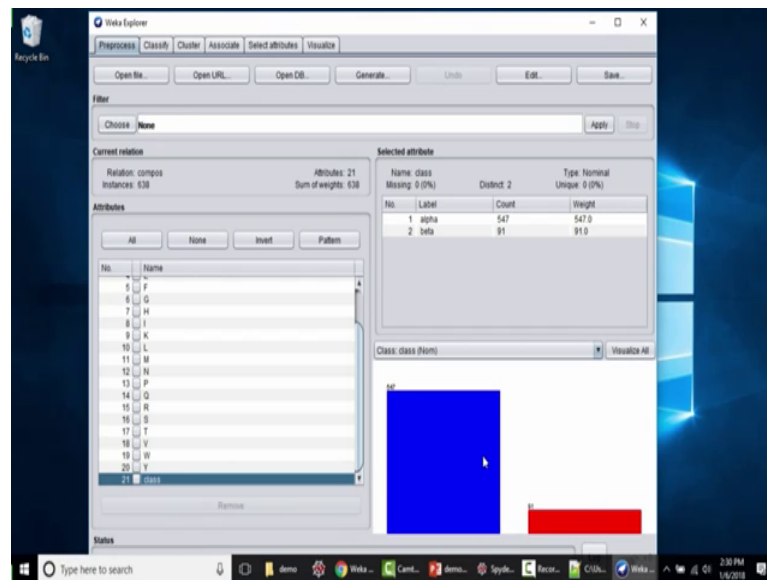 Recycle Bin
Weka Explorer
Preprocess Classify Cluster Associate Select attributes Visualize
Open file... Open URL... Open DB... Generate... Undo Edit... Save...
Filter
Choose None Apply Stop
Current relation
Relation: compos Attributes: 21
Instances: 638 Sum of weights: 638
Attributes
All None Invert Pattern
No. Name
5 F
6 G
7 H
8 I
9 K
10 L
11 M
12 N
13 P
14 Q
15 R
16 S
17 T
18 V
19 W
20 Y
21 class
Remove
Status
Selected attribute
Name: class Type: Nominal
Missing: 0 (0%) Distinct: 2 Unique: 0 (0%)
No. Label Count Weight
1 alpha 547 547.0
2 beta 91 91.0
Class: class (Nom) Visualize All
547
91
Type here to search demo Weka ... Camt... demo... Spyde... Recor... C:\Us... Weka ... 2:30 PM
1/6/2018